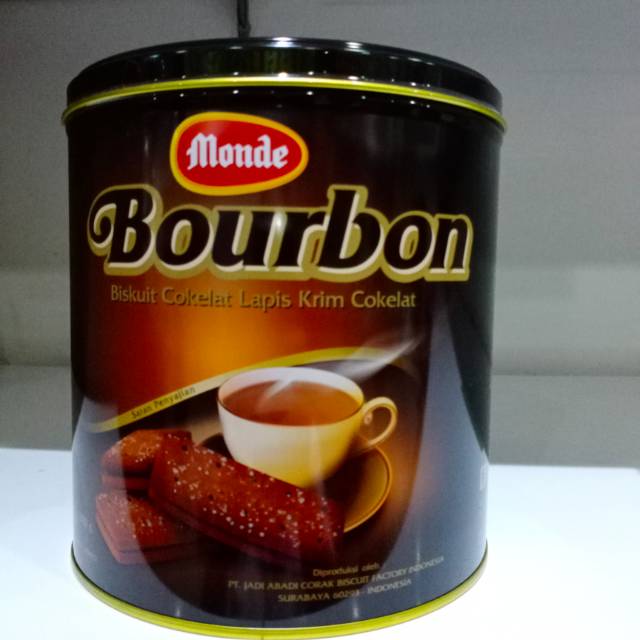 Monde
Bourbon
Biskuit Cokelat Lapis Krim Cokelat
Saran Penyajian
Diproduksi oleh
PT. JADI ABADI CORAK BISCUIT FACTORY INDONESIA
SURABAYA 60293 - INDONESIA